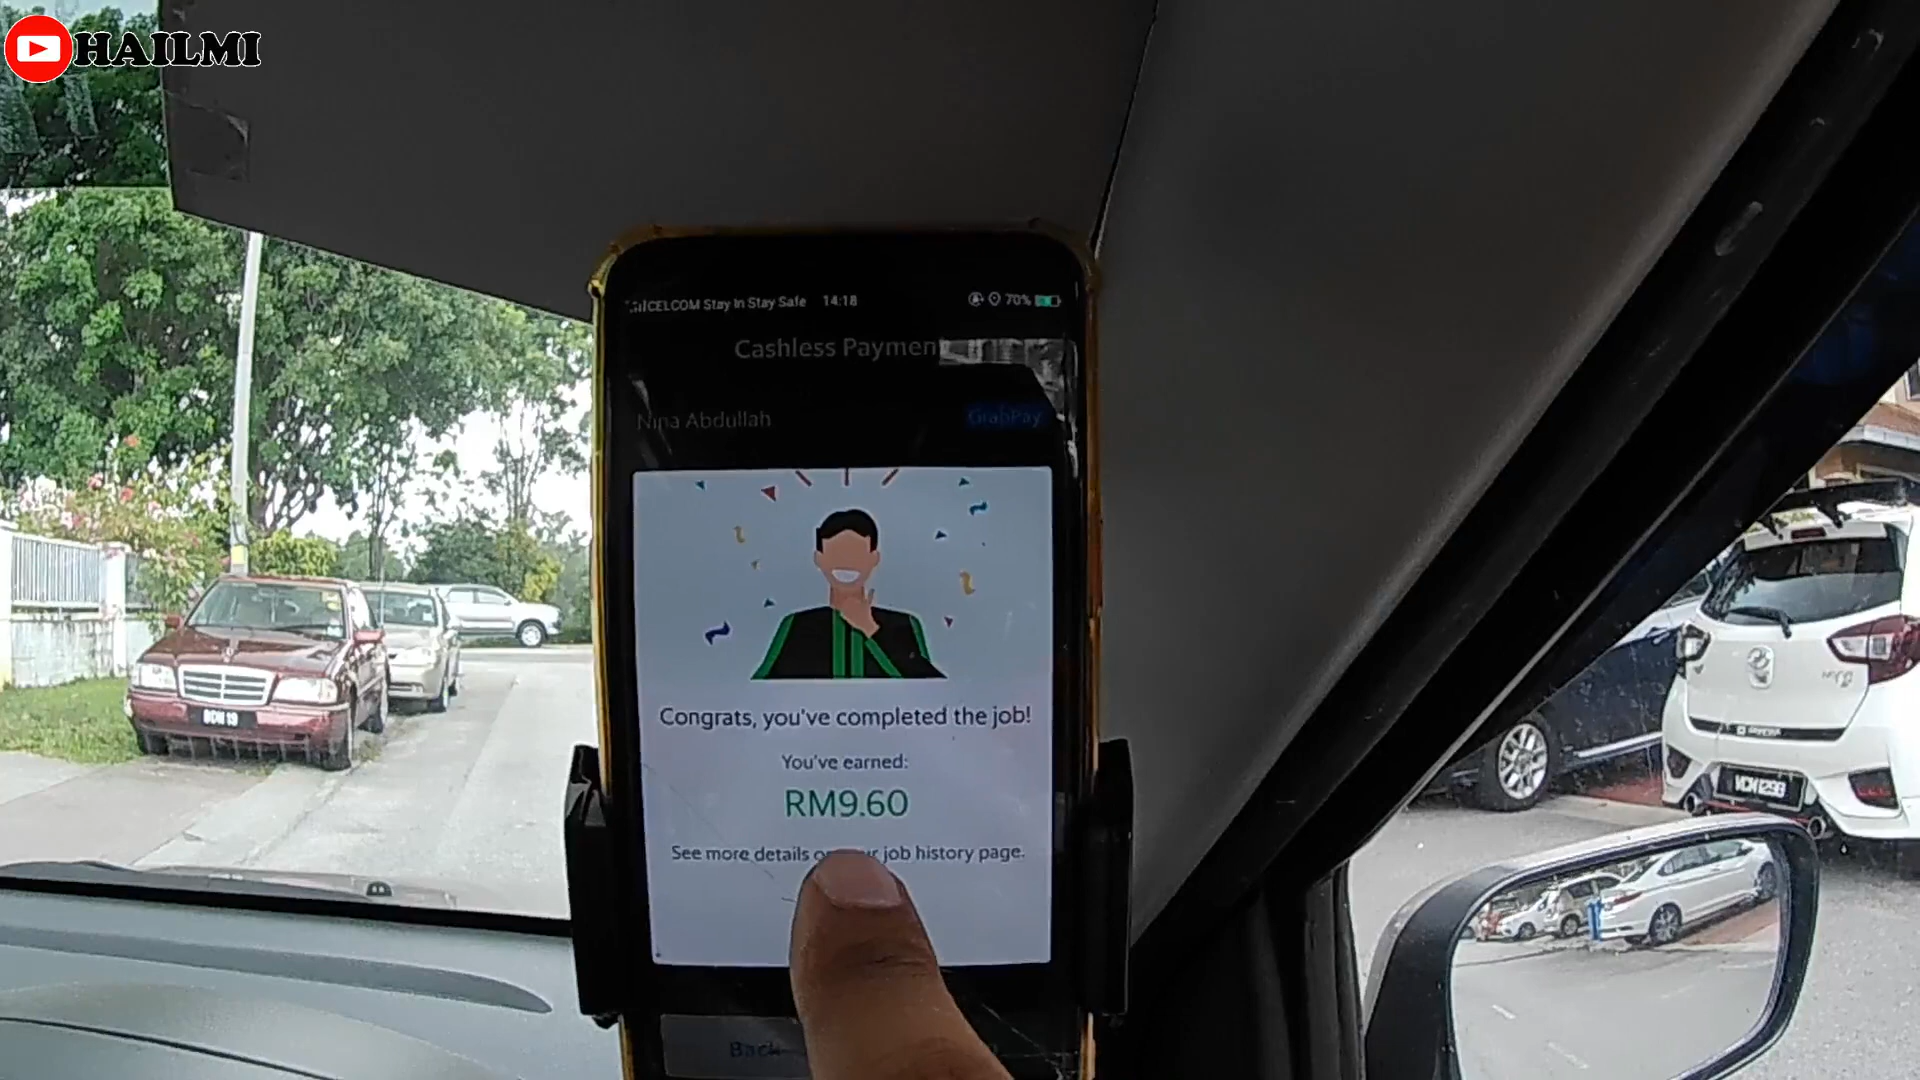 HAILMI
CELCOM Stay In Stay Safe 14:18 70%
Cashless Paymen
Nina Abdullah GrabPay
Congrats, you've completed the job!
You've earned:
RM9.60
See more details job history page.
Back